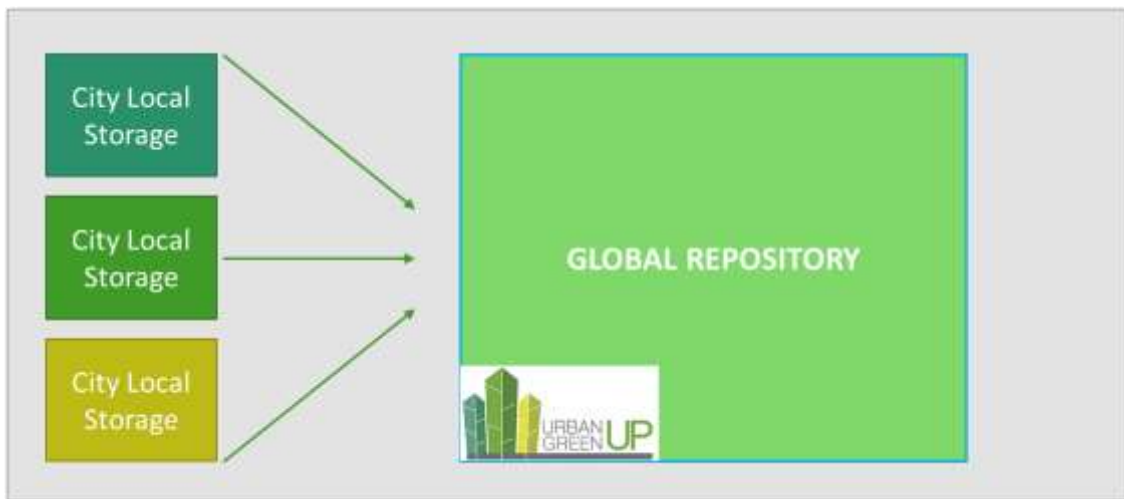 City Local
Storage
City Local
Storage
City Local
Storage
GLOBAL REPOSITORY
URBAN
GREEN UP